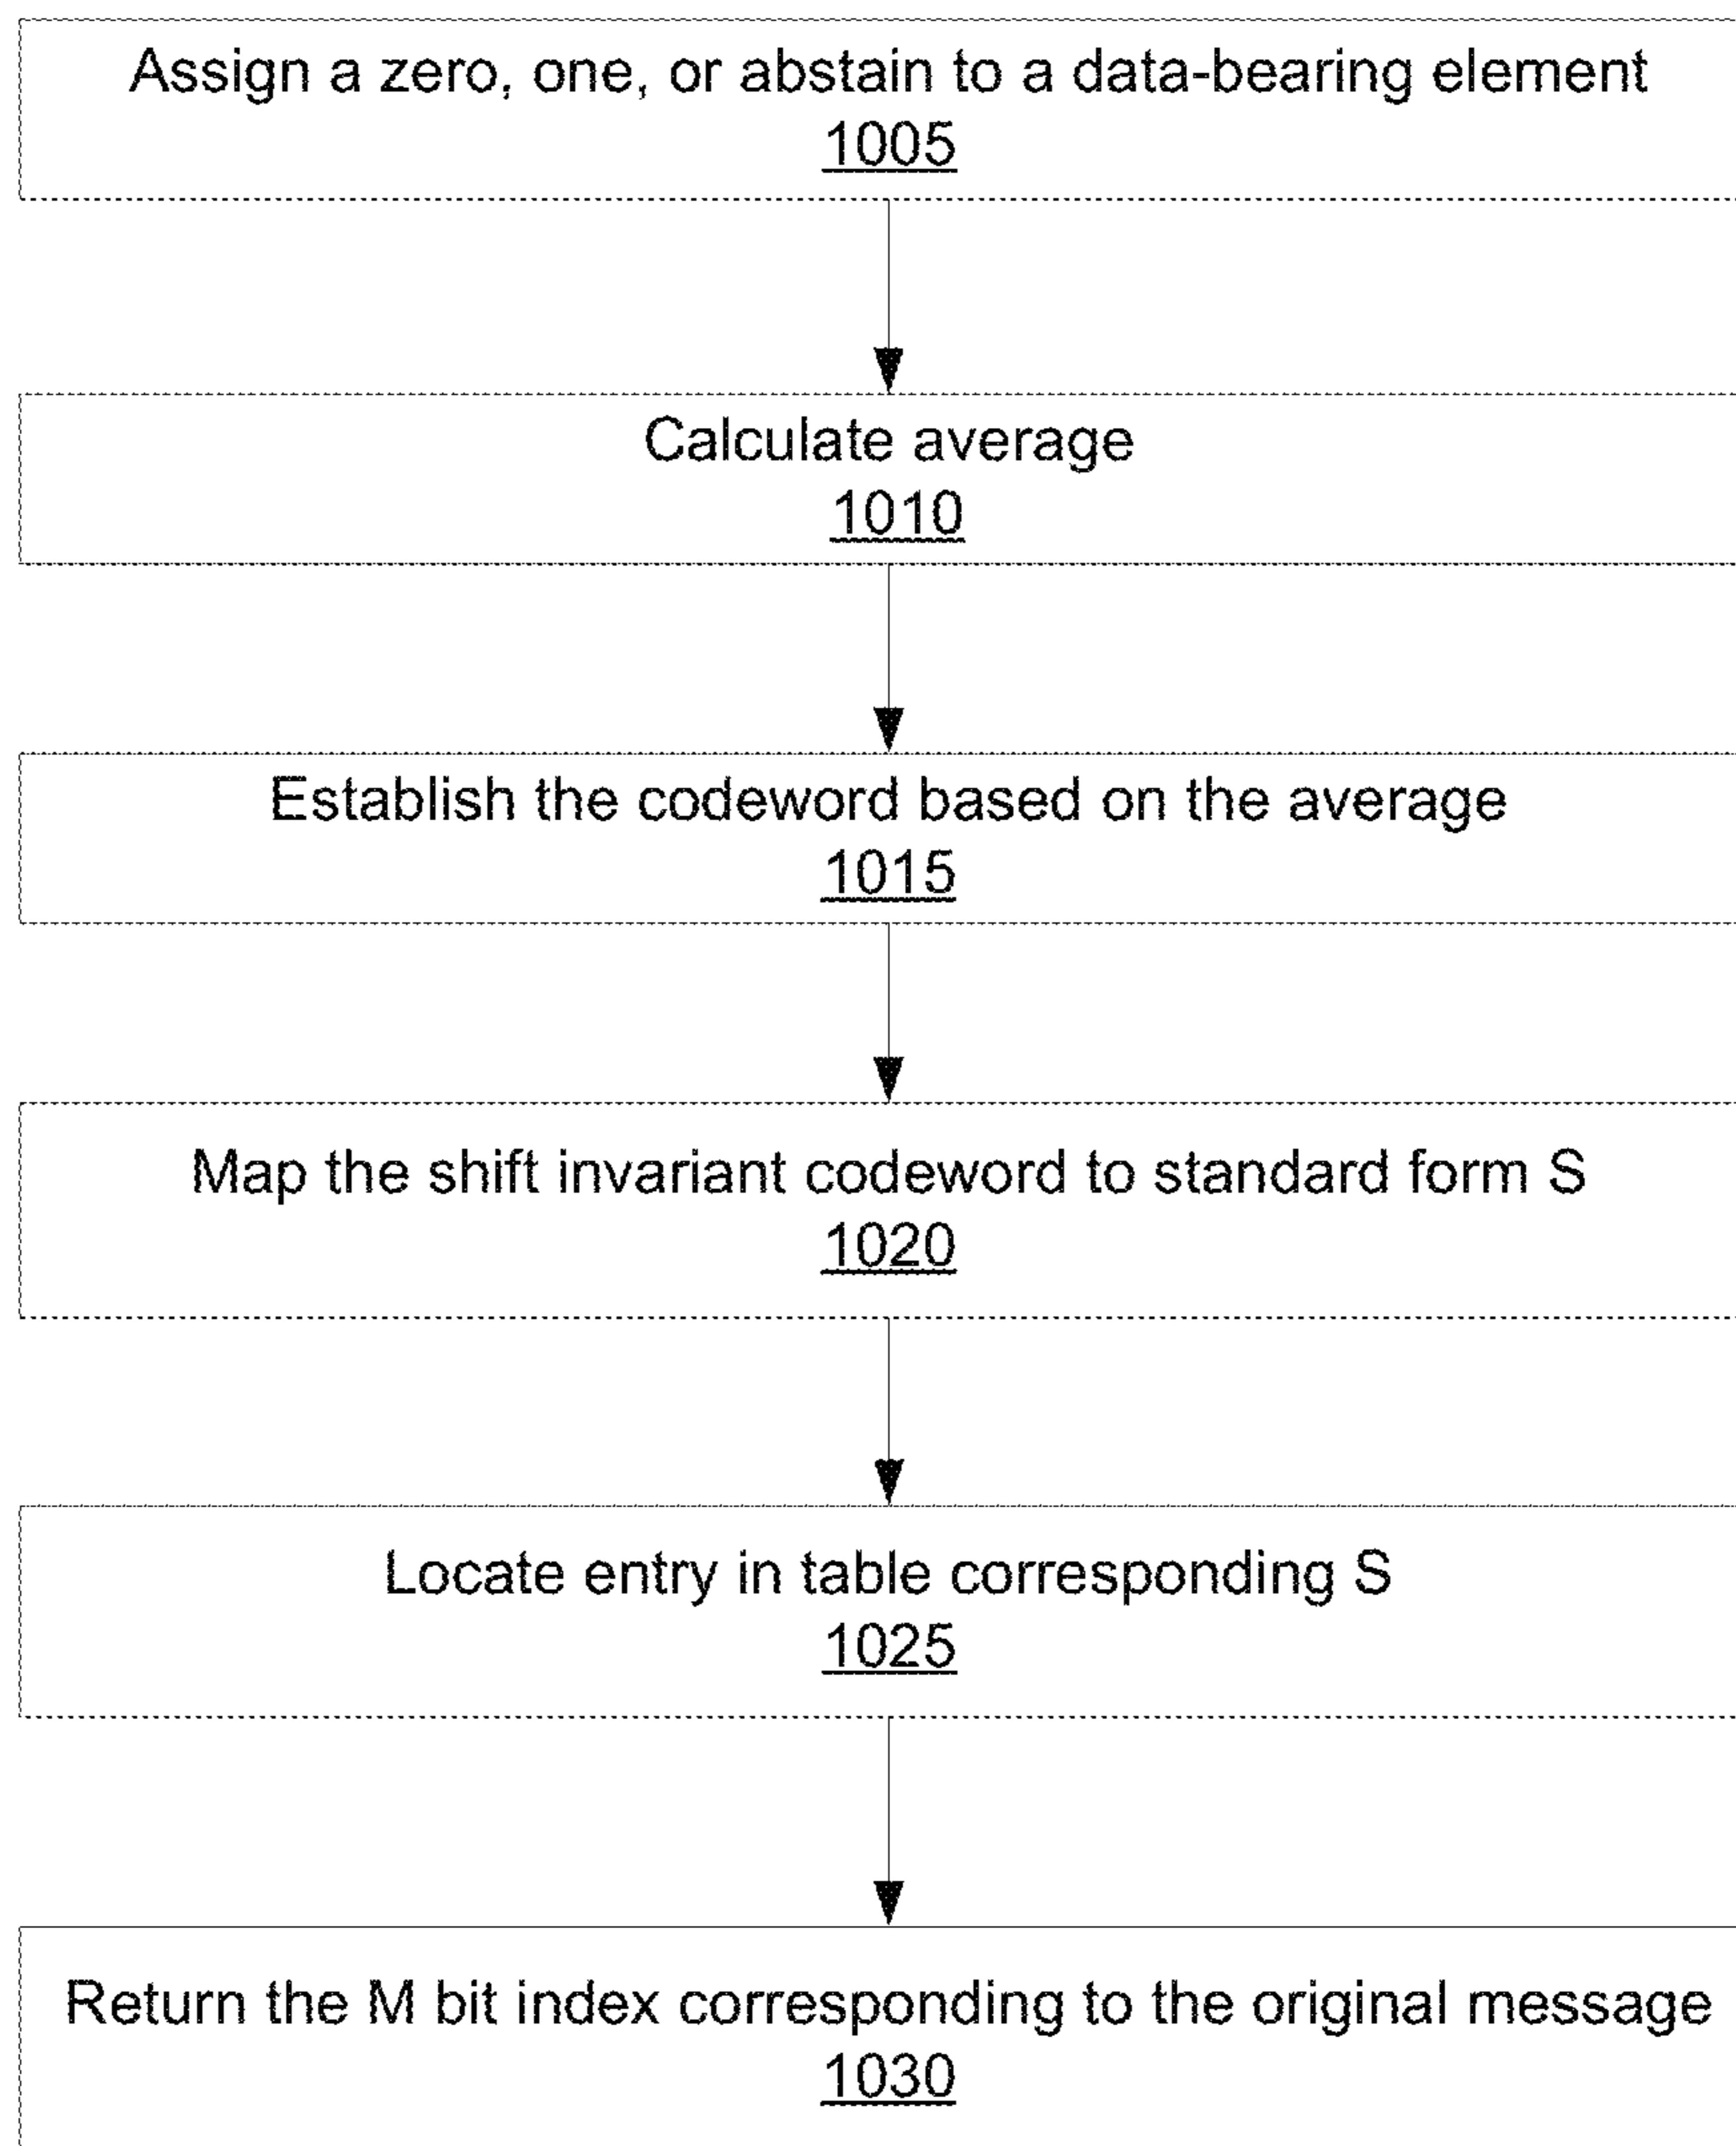 Assign a zero, one, or abstain to a data-bearing element
1005
Calculate average
1010
Establish the codeword based on the average
1015
Map the shift invariant codeword to standard form S
1020
Locate entry in table corresponding S
1025
Return the M bit index corresponding to the original message
1030